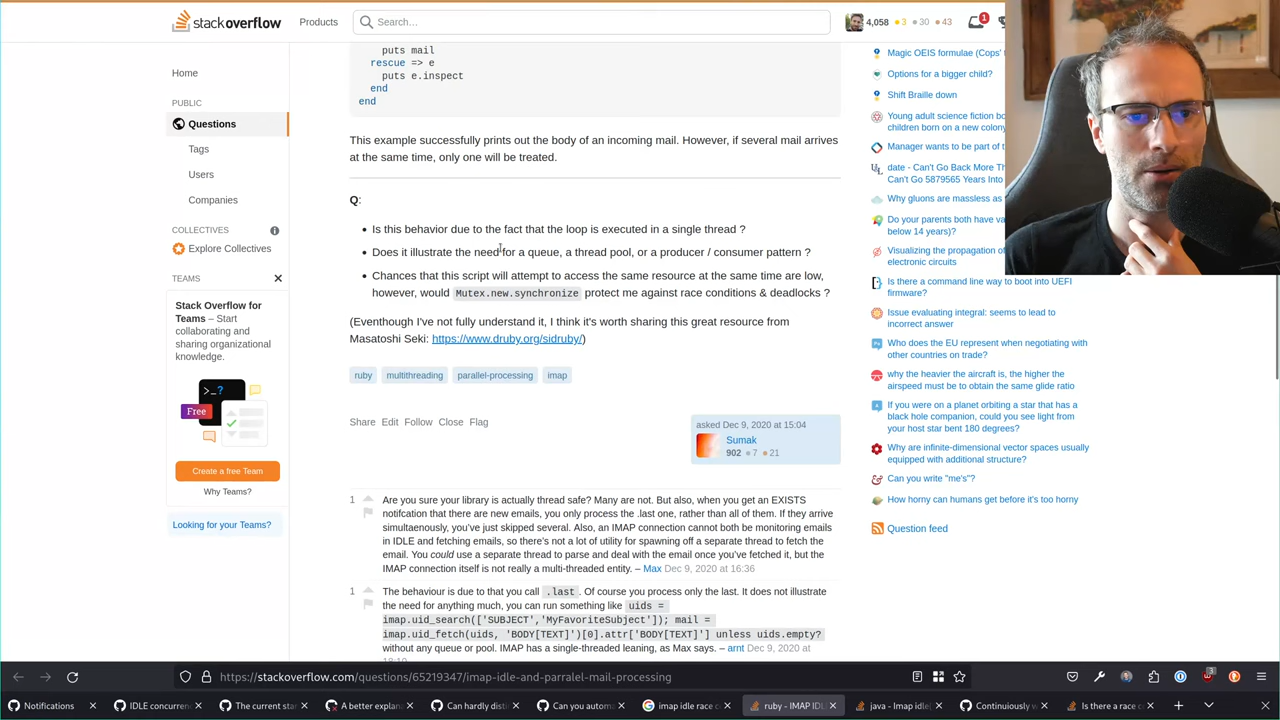 stackoverflow
Products
Search...
4,058
3
30
43
1
Home
PUBLIC
Questions
Tags
Users
Companies
COLLECTIVES
Explore Collectives
TEAMS
Stack Overflow for
Teams – Start
collaborating and
sharing organizational
knowledge.
>_?
Free
Create a free Team
Why Teams?
Looking for your Teams?
puts mail
rescue => e
puts e.inspect
end
end
This example successfully prints out the body of an incoming mail. However, if several mail arrives
at the same time, only one will be treated.
Q:
Is this behavior due to the fact that the loop is executed in a single thread ?
Does it illustrate the need for a queue, a thread pool, or a producer / consumer pattern ?
Chances that this script will attempt to access the same resource at the same time are low,
however, would Mutex.new.synchronize protect me against race conditions & deadlocks ?
(Eventhough I've not fully understood it, I think it's worth sharing this great resource from
Masatoshi Seki: https://www.druby.org/sidruby/)
ruby
multithreading
parallel-processing
imap
Share Edit Follow Close Flag
asked Dec 9, 2020 at 15:04
Sumak
902 7 21
1
Are you sure your library is actually thread safe? Many are not. But also, when you get an EXISTS
notifcation that there are new emails, you only process the .last one, rather than all of them. If they arrive
simultaenously, you've just skipped several. Also, an IMAP connection cannot both be monitoring emails
in IDLE and fetching emails, so there's not a lot of utility for spawning off a separate thread to fetch the
email. You could use a separate thread to parse and deal with the email once you've fetched it, but the
IMAP connection itself is not really a multi-threaded entity. – Max Dec 9, 2020 at 16:36
1
The behaviour is due to that you call .last. Of course you process only the last. It does not illustrate
the need for anything much, you can run something like uids =
imap.uid_search(['SUBJECT','MyFavoriteSubject']); mail =
imap.uid_fetch(uids, 'BODY[TEXT]')[0].attr['BODY[TEXT]'] unless uids.empty?
without any queue or pool. IMAP has a single-threaded leaning, as Max says. – arnt Dec 9, 2020 at
Magic OEIS formulae (Cops'
Options for a bigger child?
Shift Braille down
Young adult science fiction
children born on a new colony
Manager wants to be part of
date - Can't Go Back More
Can't Go 5879565 Years Into
Why gluons are massless as
Do your parents both have
below 14 years)?
Visualizing the propagation of
electronic circuits
Is there a command line way to boot into UEFI
firmware?
Issue evaluating integral: seems to lead to
incorrect answer
Who does the EU represent when negotiating with
other countries on trade?
why the heavier the aircraft is, the higher the
airspeed must be to obtain the same glide ratio
If you were on a planet orbiting a star that has a
black hole companion, could you see light from
your host star bent 180 degrees?
Why are infinite-dimensional vector spaces usually
equipped with additional structure?
Can you write "me's"?
How horny can humans get before it's too horny
Question feed
https://stackoverflow.com/questions/65219347/imap-idle-and-parralel-mail-processing
3
Notifications
IDLE concurren
The current sta
A better explan
Can hardly disti
Can you autom
imap idle race c
ruby - IMAP IDL
java - Imap idle
Continuously w
Is there a race c